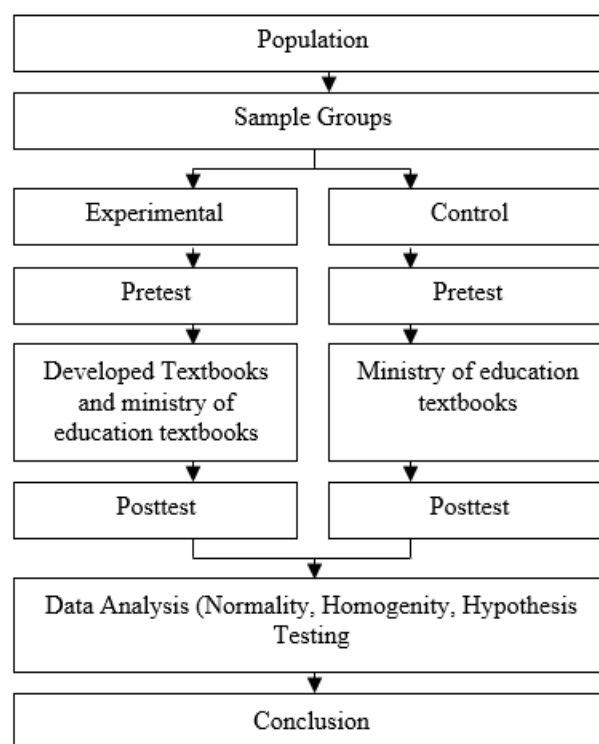 Population
Sample Groups
Experimental
Control
Pretest
Pretest
Developed Textbooks
and ministry of
education textbooks
Ministry of education
textbooks
Posttest
Posttest
Data Analysis (Normality, Homogenity, Hypothesis
Testing
Conclusion